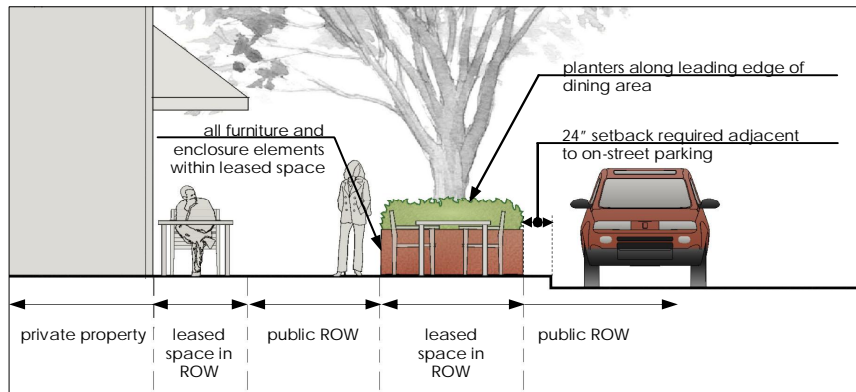 planters along leading edge of
dining area
all furniture and
enclosure elements
within leased space
24" setback required adjacent
to on-street parking
private property
leased
space in
ROW
public ROW
leased
space in
ROW
public ROW